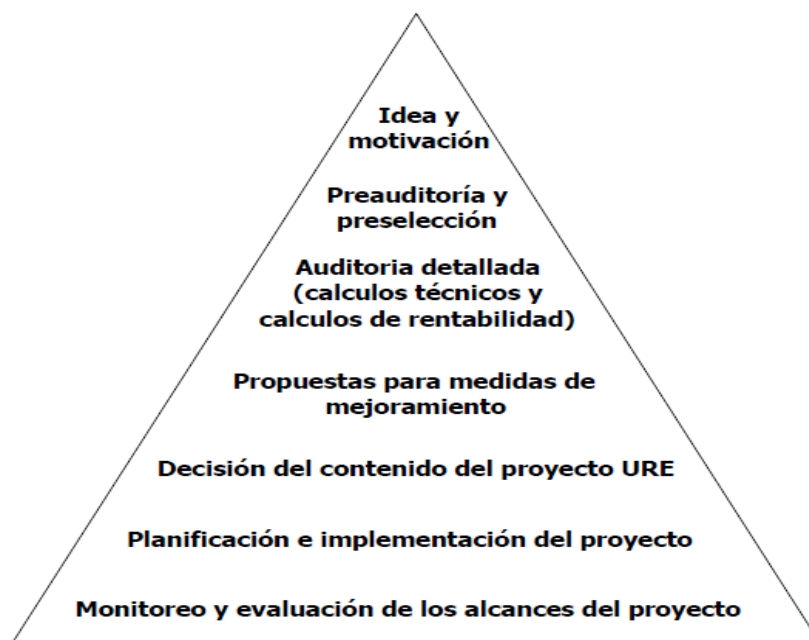 Idea y
motivación
Preauditoría y
preselección
Auditoria detallada
(calculos técnicos y
calculos de rentabilidad)
Propuestas para medidas de
mejoramiento
Decisión del contenido del proyecto URE
Planificación e implementación del proyecto
Monitoreo y evaluación de los alcances del proyecto